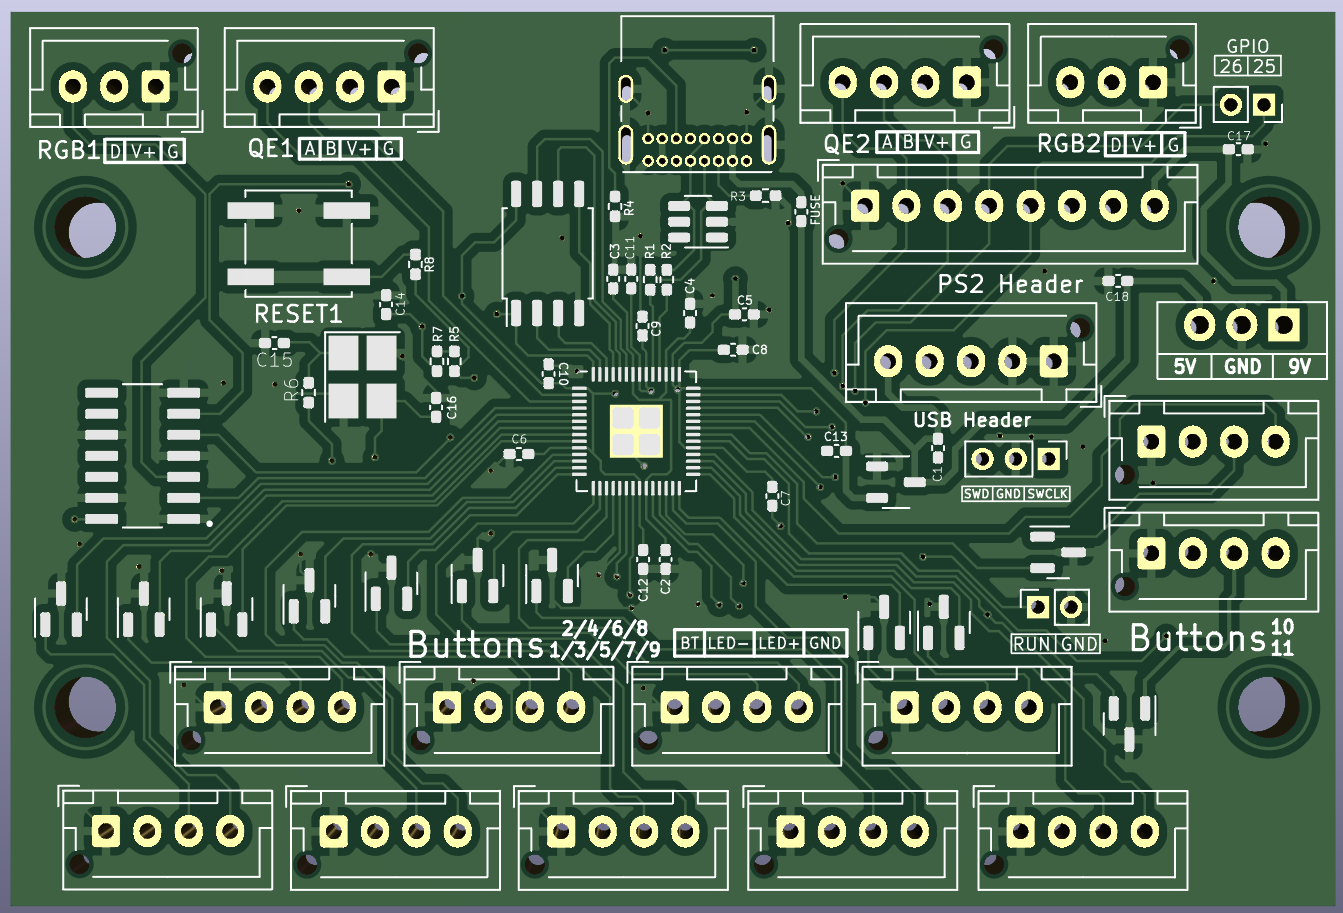 GPIO
26 25
RGB1 D V+ G
QE1 A B V+ G
QE2 A B V+ G
RGB2 D V+ G
C17
R3
R4
FUSE
C3
C11
R1
R2
R8
PS2 Header
C18
C14
RESET1
C4
C5
C9
5V GND 9V
R7
R5
C15
C8
C10
R6
C16
USB Header
C6
C13
C1
SWD GND SWCLK
C7
C12
C2
RUN GND
Buttons 2/4/6/8
1/3/5/7/9
BT LED- LED+ GND
Buttons 10
11